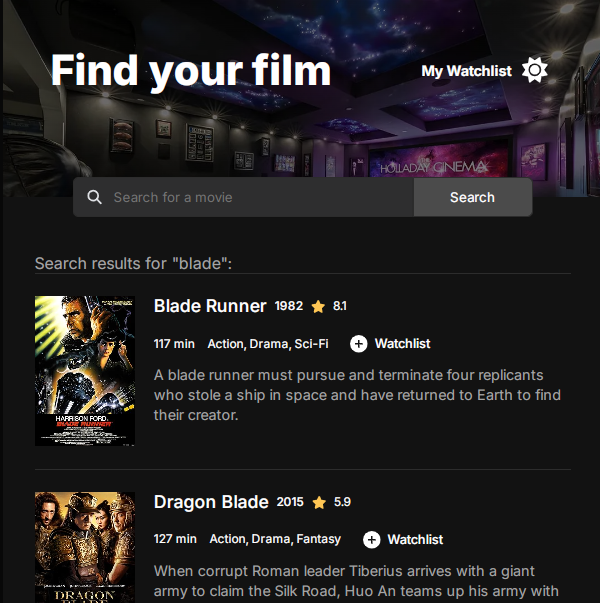 Find your film
My Watchlist
HOLLADAY CINEMA
Search for a movie
Search
Search results for "blade":
Blade Runner 1982 8.1
117 min Action, Drama, Sci-Fi Watchlist
A blade runner must pursue and terminate four replicants
who stole a ship in space and have returned to Earth to find
their creator.
HARRISON FORD
BLADE RUNNER
Dragon Blade 2015 5.9
127 min Action, Drama, Fantasy Watchlist
When corrupt Roman leader Tiberius arrives with a giant
army to claim the Silk Road, Huo An teams up his army with
DRAGON
BLADE